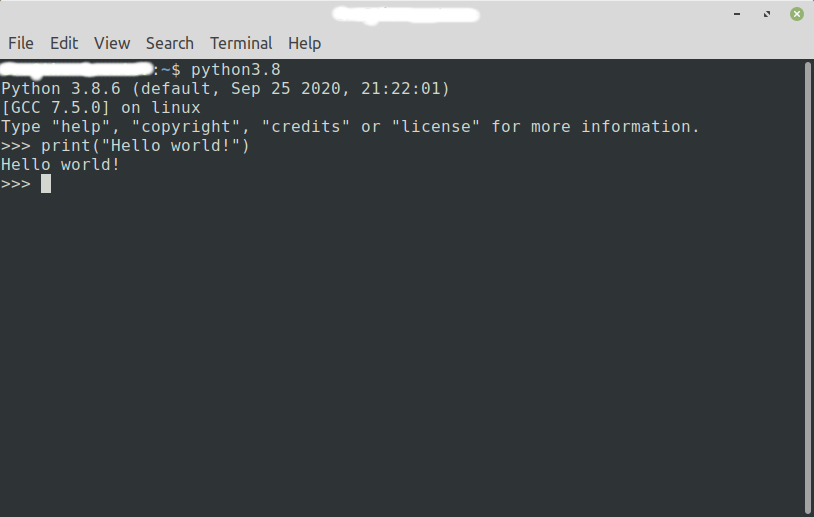 File Edit View Search Terminal Help
:~$ python3.8
Python 3.8.6 (default, Sep 25 2020, 21:22:01)
[GCC 7.5.0] on linux
Type "help", "copyright", "credits" or "license" for more information.
>>> print("Hello world!")
Hello world!
>>>